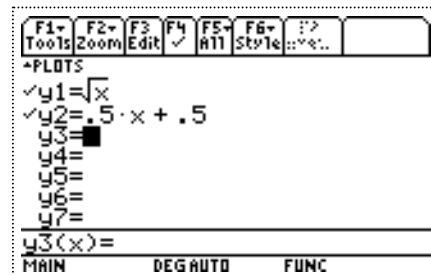 F1▾ F2▾ F3 F4 F5▾ F6▾
Tools Zoom Edit ✓ All Style
▴PLOTS
✓y1=√x
✓y2=.5·x + .5
y3=
y4=
y5=
y6=
y7=
y3(x)=
MAIN DEG AUTO FUNC